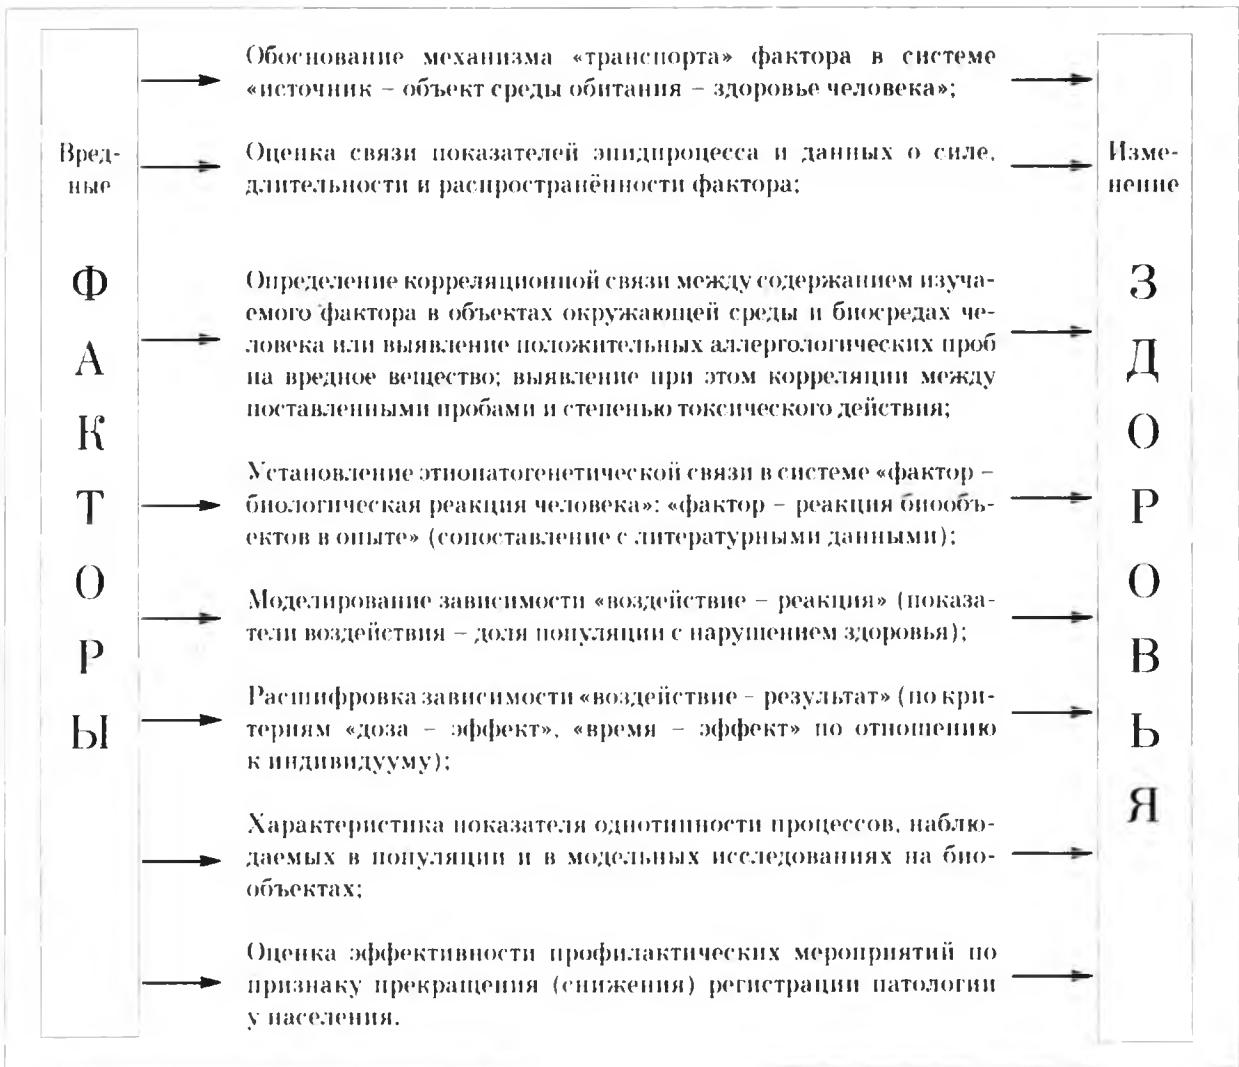 Вред-
ные
Ф
А
К
Т
О
Р
Ы
Обоснование механизма «транспорта» фактора в системе
«источник – объект среды обитания – здоровье человека»;
Оценка связи показателей эпидпроцесса и данных о силе,
длительности и распространённости фактора;
Определение корреляционной связи между содержанием изуча-
емого фактора в объектах окружающей среды и биосредах че-
ловека или выявление положительных аллергологических проб
на вредное вещество; выявление при этом корреляции между
поставленными пробами и степенью токсического действия;
Установление этиопатогенетической связи в системе «фактор –
биологическая реакция человека»: «фактор – реакция биообъ-
ектов в опыте» (сопоставление с литературными данными);
Моделирование зависимости «воздействие – реакция» (показа-
тели воздействия – доля популяции с нарушением здоровья);
Расшифровка зависимости «воздействие – результат» (по кри-
териям «доза – эффект», «время – эффект» по отношению
к индивидууму);
Характеристика показателя однотипности процессов, наблю-
даемых в популяции и в модельных исследованиях на био-
объектах;
Оценка эффективности профилактических мероприятий по
признаку прекращения (снижения) регистрации патологии
у населения.
Изме-
нение
З
Д
О
Р
О
В
Ь
Я